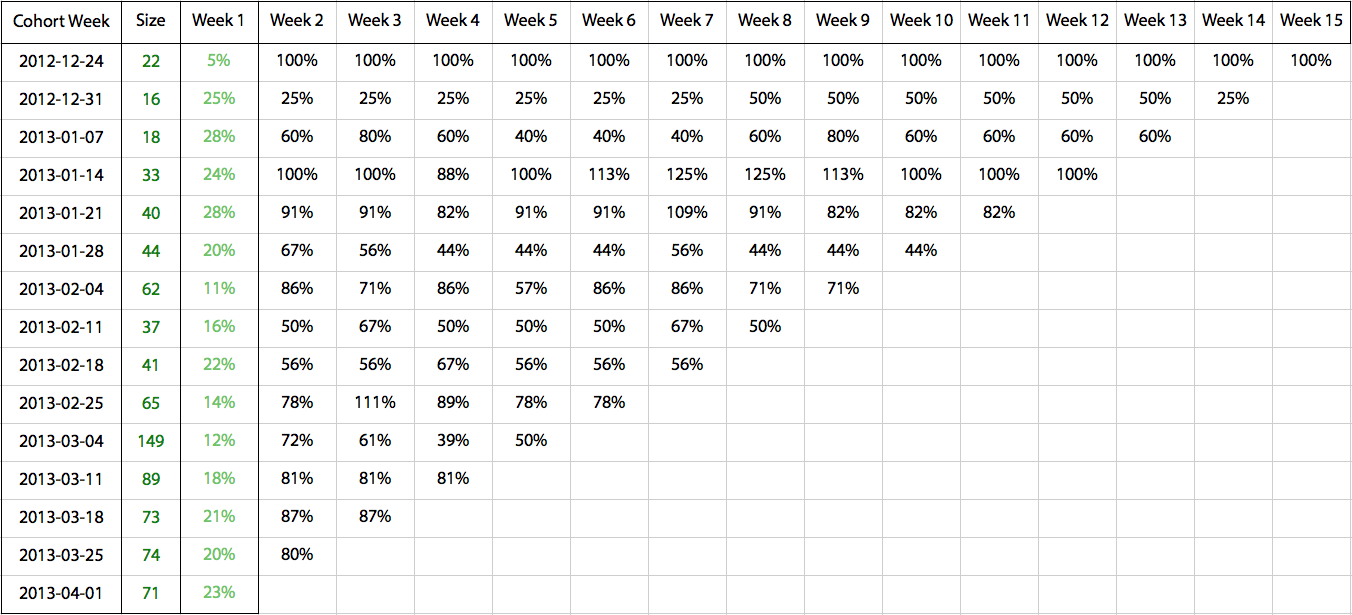 Cohort Week Size Week 1 Week 2 Week 3 Week 4 Week 5 Week 6 Week 7 Week 8 Week 9 Week 10 Week 11 Week 12 Week 13 Week 14 Week 15
2012-12-24 22 5% 100% 100% 100% 100% 100% 100% 100% 100% 100% 100% 100% 100% 100% 100%
2012-12-31 16 25% 25% 25% 25% 25% 25% 25% 50% 50% 50% 50% 50% 50% 25%
2013-01-07 18 28% 60% 80% 60% 40% 40% 40% 60% 80% 60% 60% 60% 60%
2013-01-14 33 24% 100% 100% 88% 100% 113% 125% 125% 113% 100% 100% 100%
2013-01-21 40 28% 91% 91% 82% 91% 91% 109% 91% 82% 82% 82%
2013-01-28 44 20% 67% 56% 44% 44% 44% 56% 44% 44% 44%
2013-02-04 62 11% 86% 71% 86% 57% 86% 86% 71% 71%
2013-02-11 37 16% 50% 67% 50% 50% 50% 67% 50%
2013-02-18 41 22% 56% 56% 67% 56% 56% 56%
2013-02-25 65 14% 78% 111% 89% 78% 78%
2013-03-04 149 12% 72% 61% 39% 50%
2013-03-11 89 18% 81% 81% 81%
2013-03-18 73 21% 87% 87%
2013-03-25 74 20% 80%
2013-04-01 71 23%